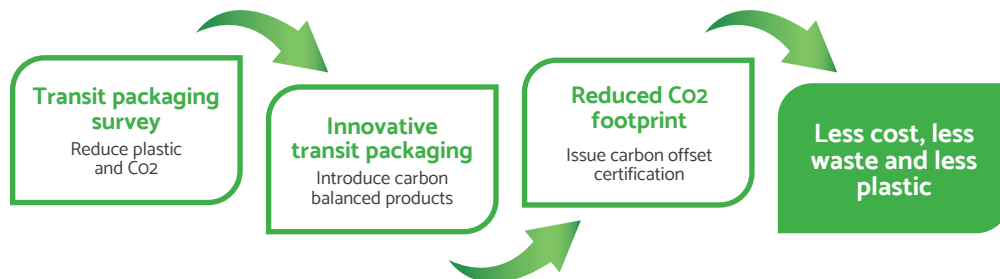 Transit packaging
survey
Reduce plastic
and CO2
Innovative
transit packaging
Introduce carbon
balanced products
Reduced CO2
footprint
Issue carbon offset
certification
Less cost, less
waste and less
plastic